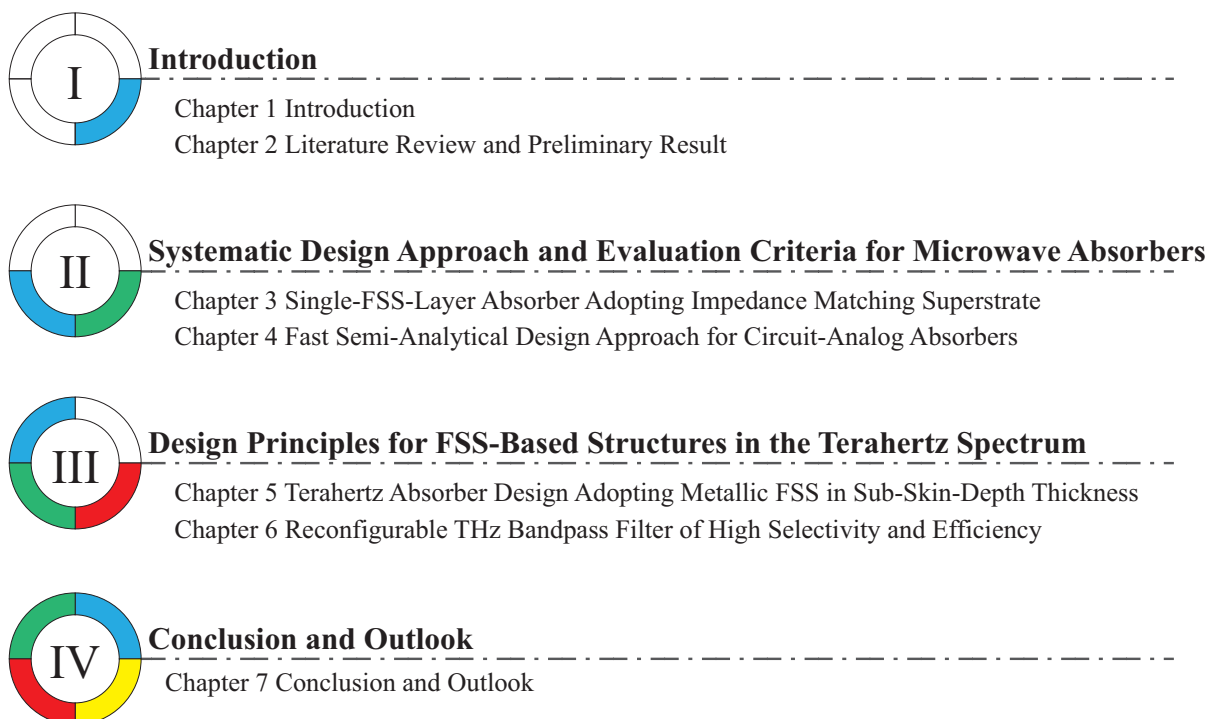 I
Introduction
Chapter 1 Introduction
Chapter 2 Literature Review and Preliminary Result
II
Systematic Design Approach and Evaluation Criteria for Microwave Absorbers
Chapter 3 Single-FSS-Layer Absorber Adopting Impedance Matching Superstrate
Chapter 4 Fast Semi-Analytical Design Approach for Circuit-Analog Absorbers
III
Design Principles for FSS-Based Structures in the Terahertz Spectrum
Chapter 5 Terahertz Absorber Design Adopting Metallic FSS in Sub-Skin-Depth Thickness
Chapter 6 Reconfigurable THz Bandpass Filter of High Selectivity and Efficiency
IV
Conclusion and Outlook
Chapter 7 Conclusion and Outlook